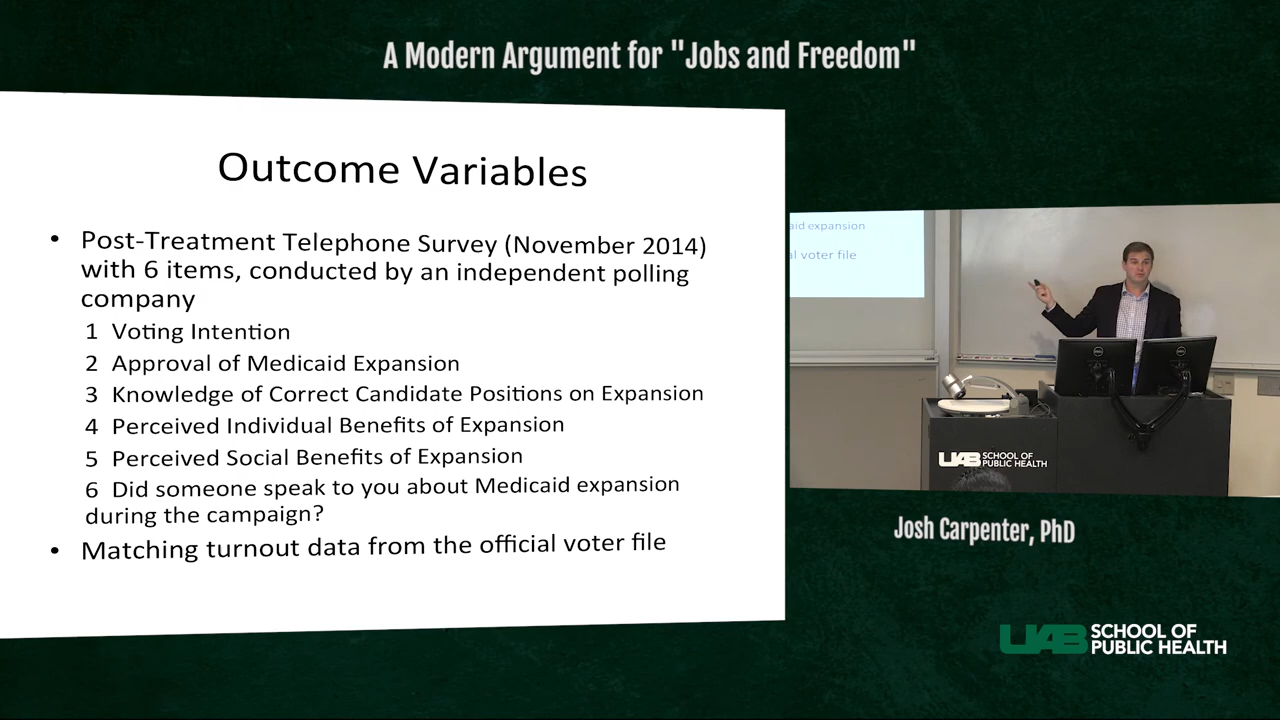 A Modern Argument for "Jobs and Freedom"
Outcome Variables
• Post-Treatment Telephone Survey (November 2014)
with 6 items, conducted by an independent polling
company
1 Voting Intention
2 Approval of Medicaid Expansion
3 Knowledge of Correct Candidate Positions on Expansion
4 Perceived Individual Benefits of Expansion
5 Perceived Social Benefits of Expansion
6 Did someone speak to you about Medicaid expansion
during the campaign?
• Matching turnout data from the official voter file
aid expansion
al voter file
DELL
DELL
UAB SCHOOL OF
PUBLIC HEALTH
Josh Carpenter, PhD
UAB SCHOOL OF
PUBLIC HEALTH